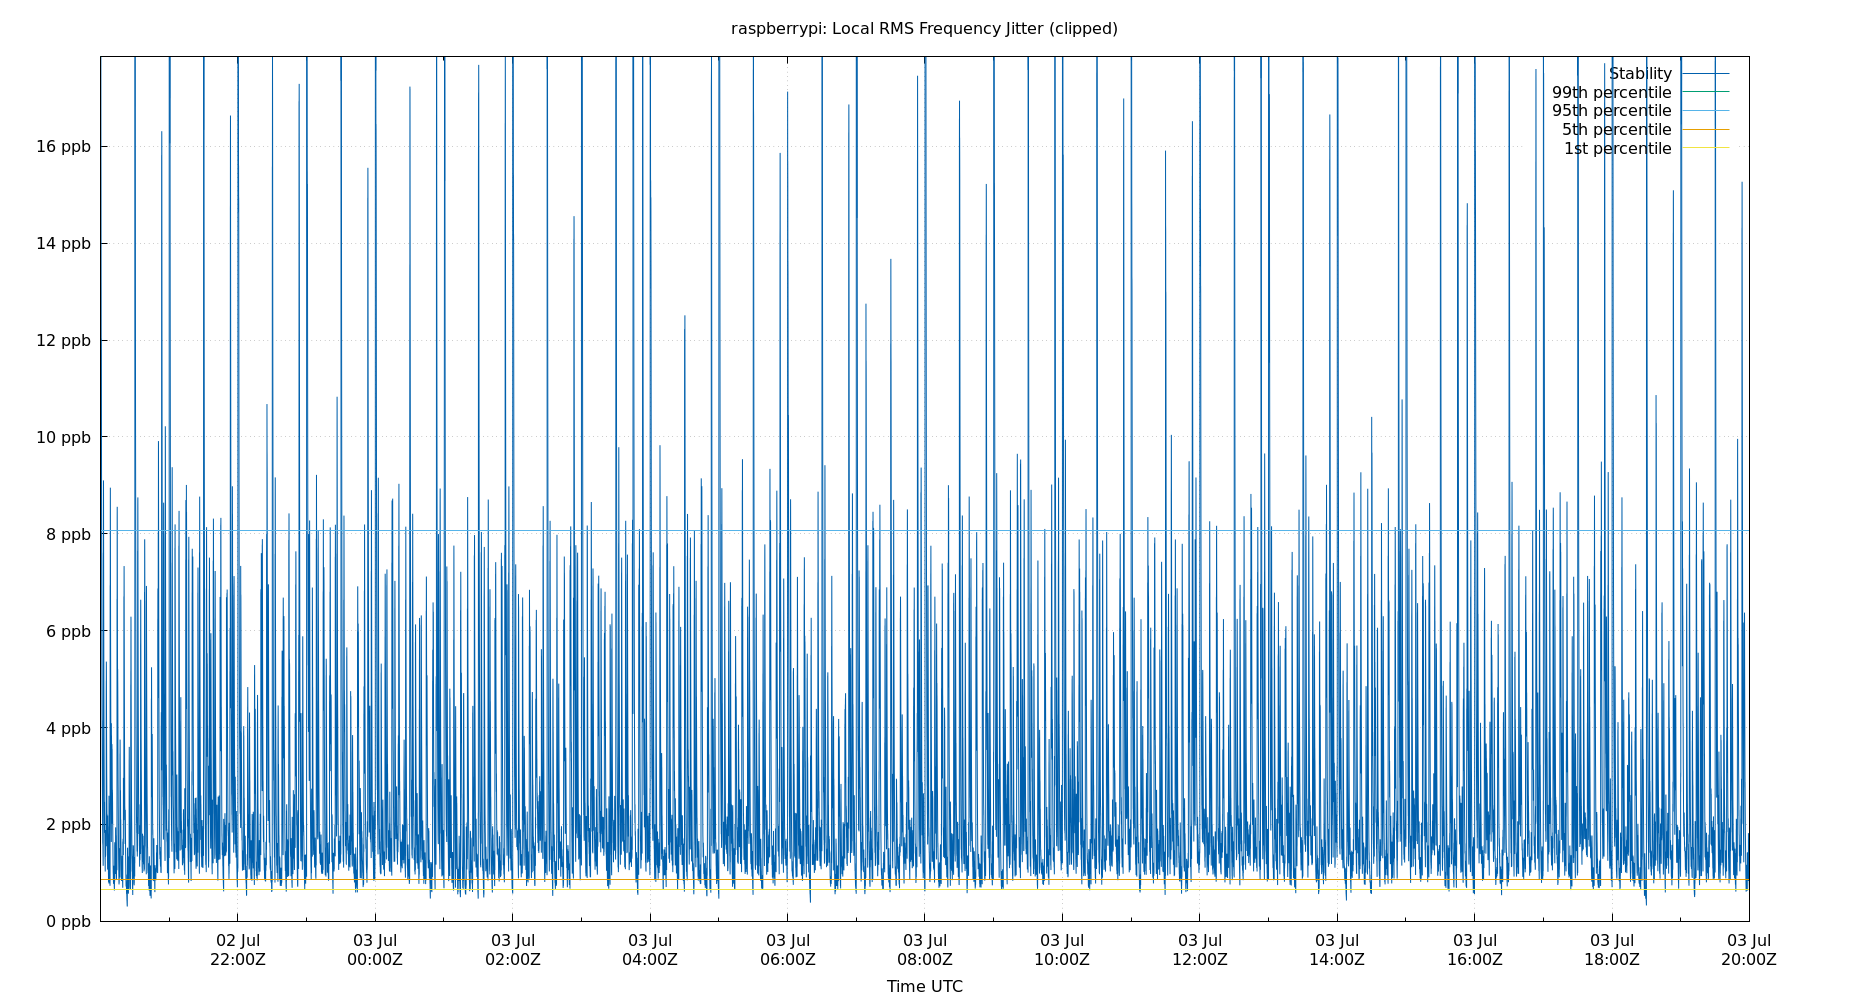 raspberrypi: Local RMS Frequency Jitter (clipped)
Stability
99th percentile
95th percentile
5th percentile
1st percentile
16 ppb
14 ppb
12 ppb
10 ppb
8 ppb
6 ppb
4 ppb
2 ppb
0 ppb
02 Jul 03 Jul 03 Jul 03 Jul 03 Jul 03 Jul 03 Jul 03 Jul 03 Jul 03 Jul 03 Jul 03 Jul
22:00Z 00:00Z 02:00Z 04:00Z 06:00Z 08:00Z 10:00Z 12:00Z 14:00Z 16:00Z 18:00Z 20:00Z
Time UTC